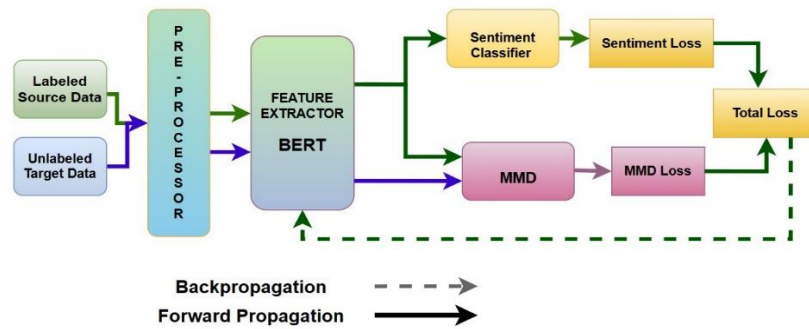 Labeled
Source Data
Unlabeled
Target Data
PRE-PROCESSOR
FEATURE
EXTRACTOR
BERT
Sentiment
Classifier
Sentiment Loss
Total Loss
MMD
MMD Loss
Backpropagation
Forward Propagation